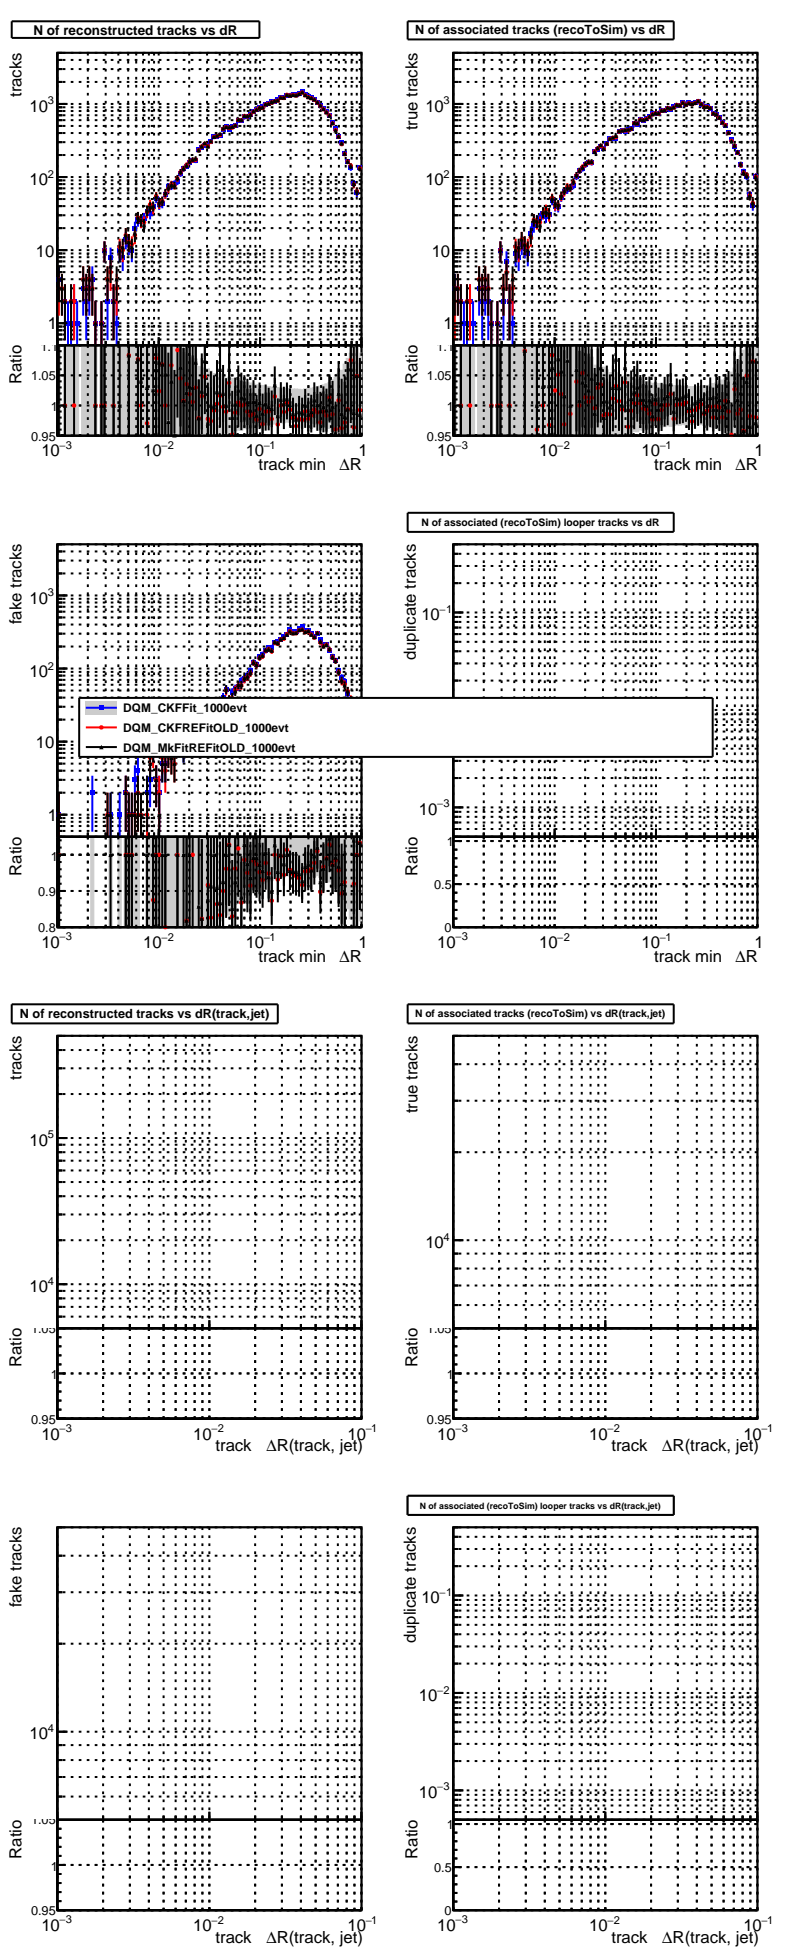 N of reconstructed tracks vs dR
N of associated tracks (recoToSim) vs dR
tracks
10³
10²
10
1
Ratio
1.1
1.05
1
0.95
10⁻³
10⁻²
10⁻¹
1
track min ΔR
true tracks
10³
10²
10
1
Ratio
1.1
1.05
1
0.95
10⁻³
10⁻²
10⁻¹
1
track min ΔR
N of associated (recoToSim) looper tracks vs dR
fake tracks
10³
10²
10
1
Ratio
1
0.9
0.8
10⁻³
10⁻²
10⁻¹
1
track min ΔR
duplicate tracks
10⁻¹
10⁻³
Ratio
1
0.5
0
10⁻³
10⁻²
10⁻¹
1
track min ΔR
DQM_CKFFit_1000evt
DQM_CKFREFitOLD_1000evt
DQM_MkFitREFitOLD_1000evt
N of reconstructed tracks vs dR(track,jet)
N of associated tracks (recoToSim) vs dR(track,jet)
tracks
10⁵
10⁴
Ratio
1.05
1
0.95
10⁻³
10⁻²
10⁻¹
track ΔR(track, jet)
true tracks
10⁴
Ratio
1.05
1
0.95
10⁻³
10⁻²
10⁻¹
track ΔR(track, jet)
N of associated (recoToSim) looper tracks vs dR(track,jet)
fake tracks
10⁴
Ratio
1.05
1
0.95
10⁻³
10⁻²
10⁻¹
track ΔR(track, jet)
duplicate tracks
10⁻¹
10⁻²
10⁻³
Ratio
1
0.5
0
10⁻³
10⁻²
10⁻¹
track ΔR(track, jet)